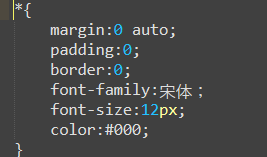 *{
margin:0 auto;
padding:0;
border:0;
font-family:宋体；
font-size:12px;
color:#000;
}